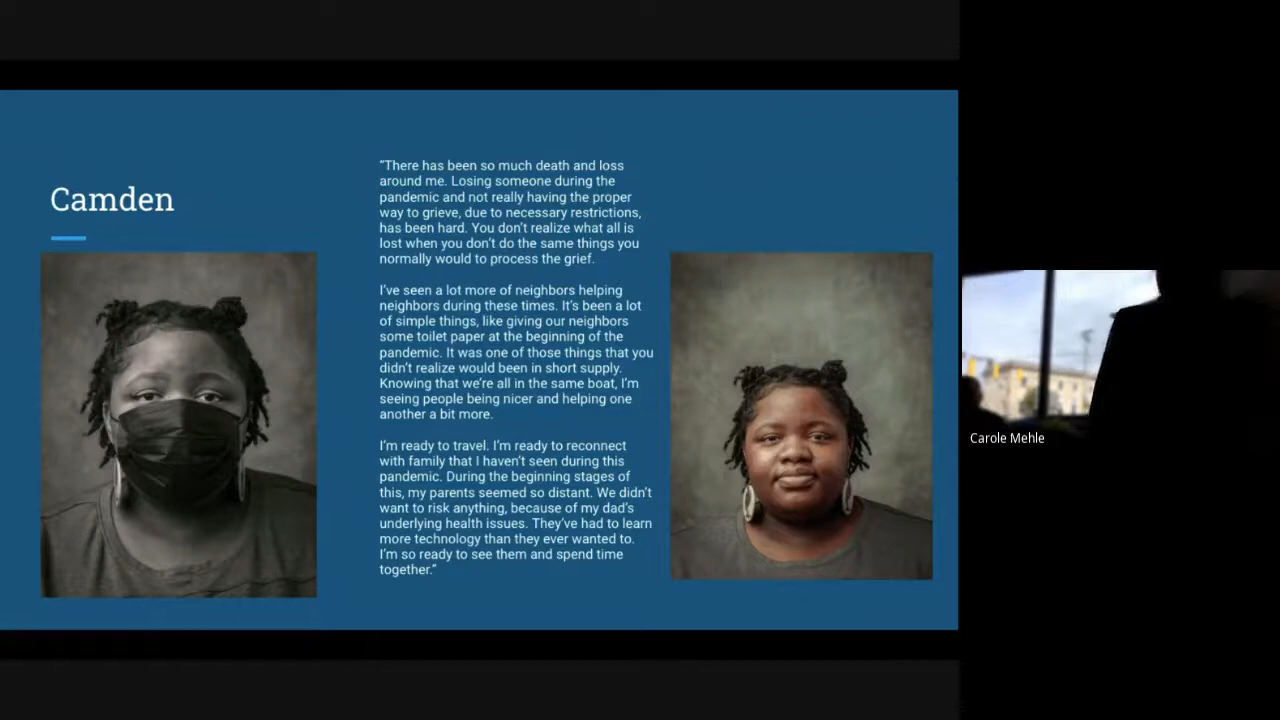 Camden
“There has been so much death and loss
around me. Losing someone during the
pandemic and not really having the proper
way to grieve, due to necessary restrictions,
has been hard. You don’t realize what all is
lost when you don’t do the same things you
normally would to process the grief.
I’ve seen a lot more of neighbors helping
neighbors during these times. It’s been a lot
of simple things, like giving our neighbors
some toilet paper at the beginning of the
pandemic. It was one of those things that you
didn’t realize would been in short supply.
Knowing that we’re all in the same boat, I’m
seeing people being nicer and helping one
another a bit more.
I’m ready to travel. I’m ready to reconnect
with family that I haven’t seen during this
pandemic. During the beginning stages of
this, my parents seemed so distant. We didn’t
want to risk anything, because of my dad’s
underlying health issues. They’ve had to learn
more technology than they ever wanted to.
I’m so ready to see them and spend time
together.”
Carole Mehle